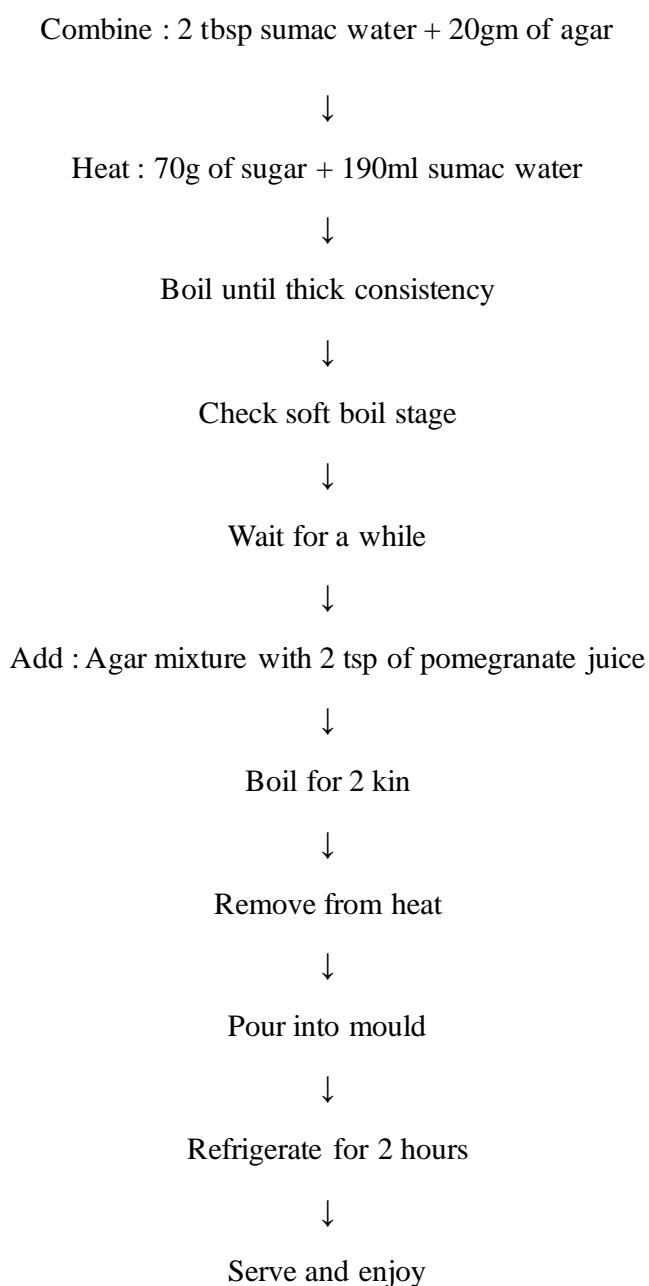 Combine : 2 tbsp sumac water + 20gm of agar
↓
Heat : 70g of sugar + 190ml sumac water
↓
Boil until thick consistency
↓
Check soft boil stage
↓
Wait for a while
↓
Add : Agar mixture with 2 tsp of pomegranate juice
↓
Boil for 2 kin
↓
Remove from heat
↓
Pour into mould
↓
Refrigerate for 2 hours
↓
Serve and enjoy